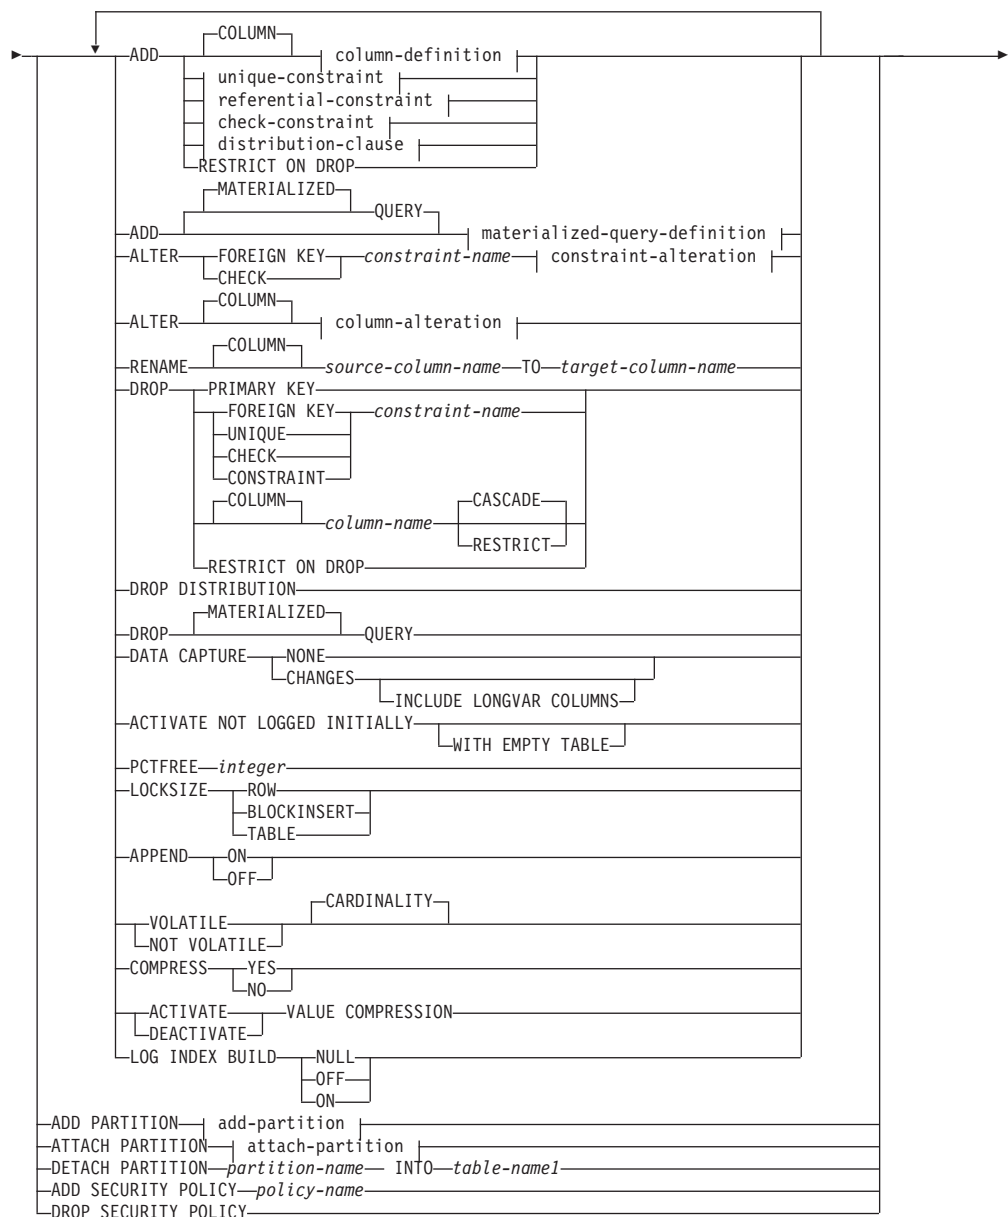 COLUMN
ADD column-definition
unique-constraint
referential-constraint
check-constraint
distribution-clause
RESTRICT ON DROP
MATERIALIZED
QUERY
ADD materialized-query-definition
ALTER FOREIGN KEY constraint-name constraint-alteration
CHECK
COLUMN
ALTER column-alteration
COLUMN
RENAME source-column-name TO target-column-name
DROP PRIMARY KEY
FOREIGN KEY constraint-name
UNIQUE
CHECK
CONSTRAINT
COLUMN CASCADE
column-name
RESTRICT
RESTRICT ON DROP
DROP DISTRIBUTION
MATERIALIZED
DROP QUERY
DATA CAPTURE NONE
CHANGES
INCLUDE LONGVAR COLUMNS
ACTIVATE NOT LOGGED INITIALLY
WITH EMPTY TABLE
PCTFREE integer
LOCKSIZE ROW
BLOCKINSERT
TABLE
APPEND ON
OFF
CARDINALITY
VOLATILE
NOT VOLATILE
COMPRESS YES
NO
ACTIVATE VALUE COMPRESSION
DEACTIVATE
LOG INDEX BUILD NULL
OFF
ON
ADD PARTITION add-partition
ATTACH PARTITION attach-partition
DETACH PARTITION partition-name INTO table-name1
ADD SECURITY POLICY policy-name
DROP SECURITY POLICY